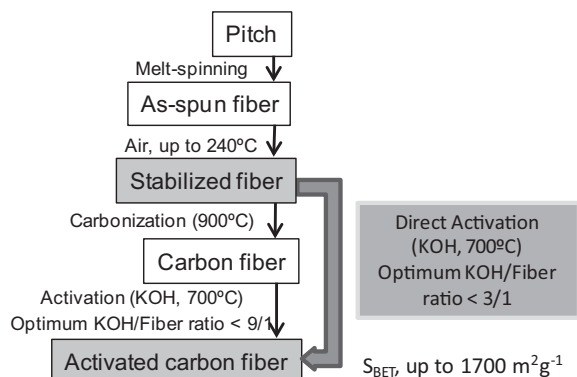 Pitch
Melt-spinning
As-spun fiber
Air, up to 240ºC
Stabilized fiber
Carbonization (900ºC)
Carbon fiber
Activation (KOH, 700ºC)
Optimum KOH/Fiber ratio < 9/1
Activated carbon fiber
Direct Activation
(KOH, 700ºC)
Optimum KOH/Fiber
ratio < 3/1
S_BET, up to 1700 m²g⁻¹